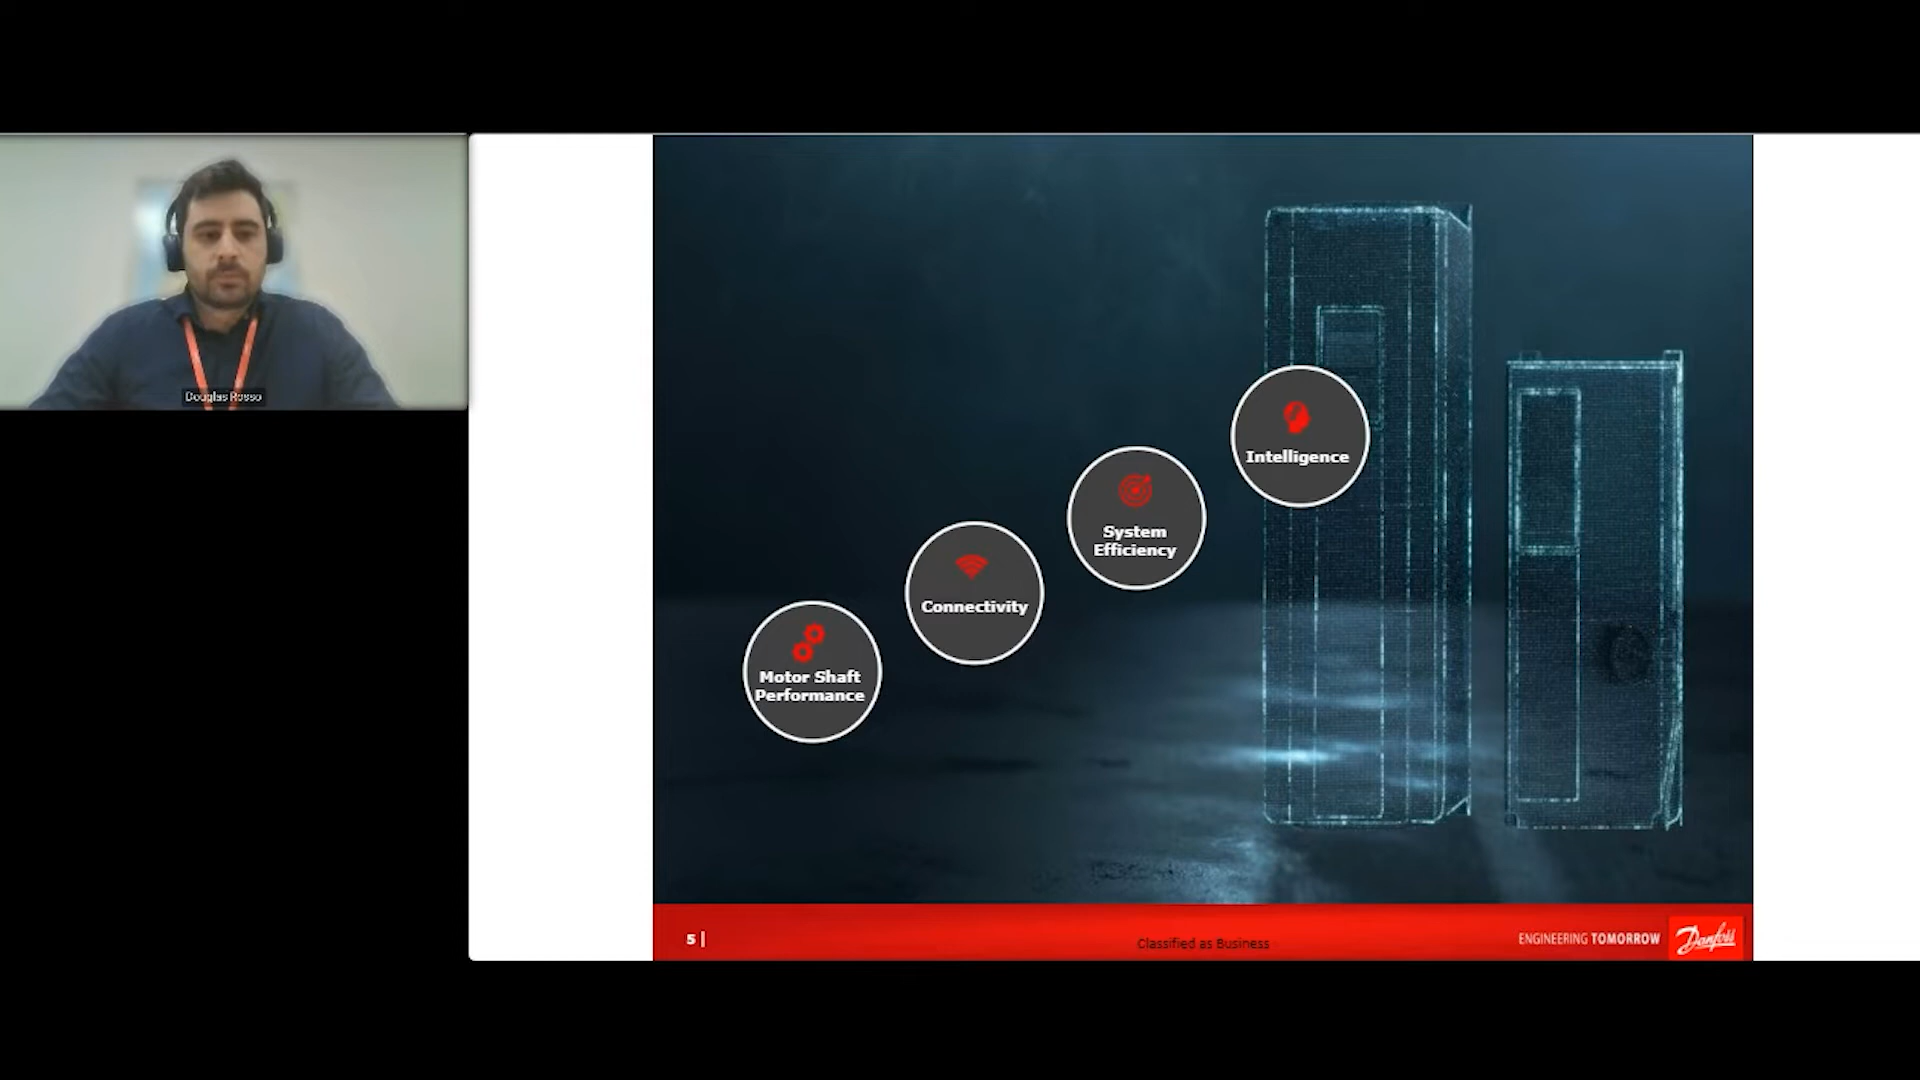 Douglas Rosso
Intelligence
System
Efficiency
Connectivity
Motor Shaft
Performance
5 |
Classified as Business
ENGINEERING TOMORROW
Danfoss